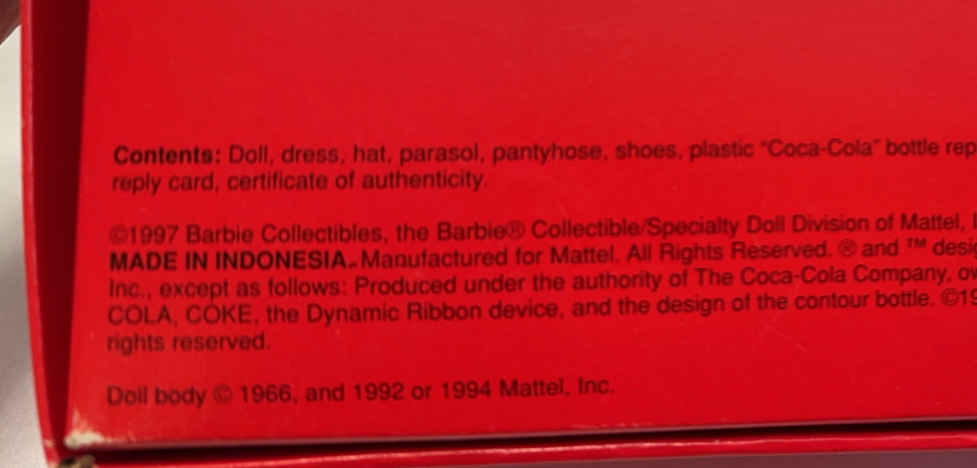 Contents: Doll, dress, hat, parasol, pantyhose, shoes, plastic "Coca-Cola" bottle rep
reply card, certificate of authenticity.
©1997 Barbie Collectibles, the Barbie® Collectible/Specialty Doll Division of Mattel,
MADE IN INDONESIA. Manufactured for Mattel. All Rights Reserved. ® and ™ desi
Inc., except as follows: Produced under the authority of The Coca-Cola Company, ow
COLA, COKE, the Dynamic Ribbon device, and the design of the contour bottle. ©19
rights reserved.
Doll body © 1966, and 1992 or 1994 Mattel, Inc.